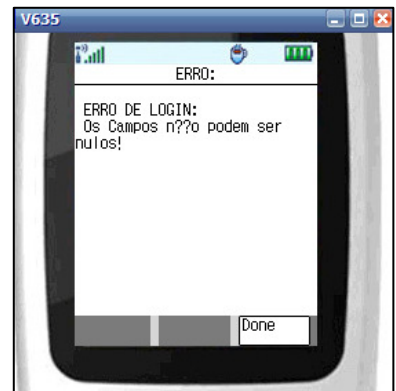 V635
ERRO:
ERRO DE LOGIN:
Os Campos n??o podem ser
nulos!
Done